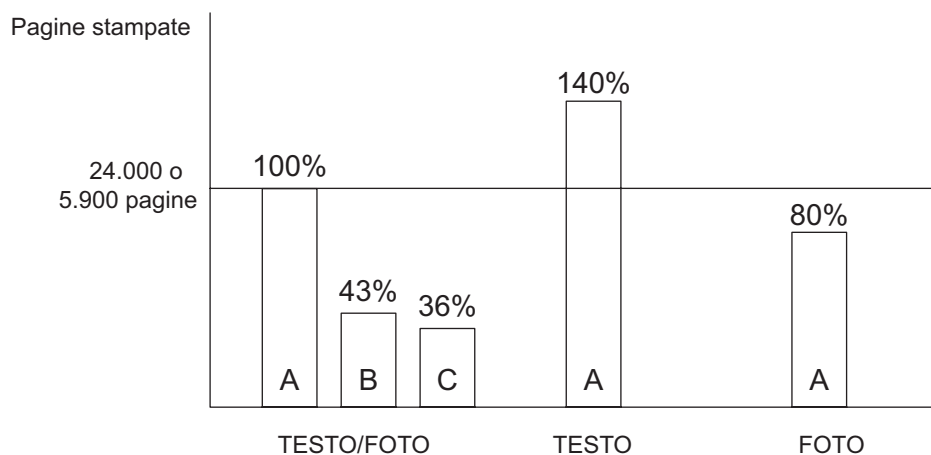 Pagine stampate
140%
24.000 o
5.900 pagine
100%
80%
43%
36%
A
B
C
A
A
TESTO/FOTO
TESTO
FOTO